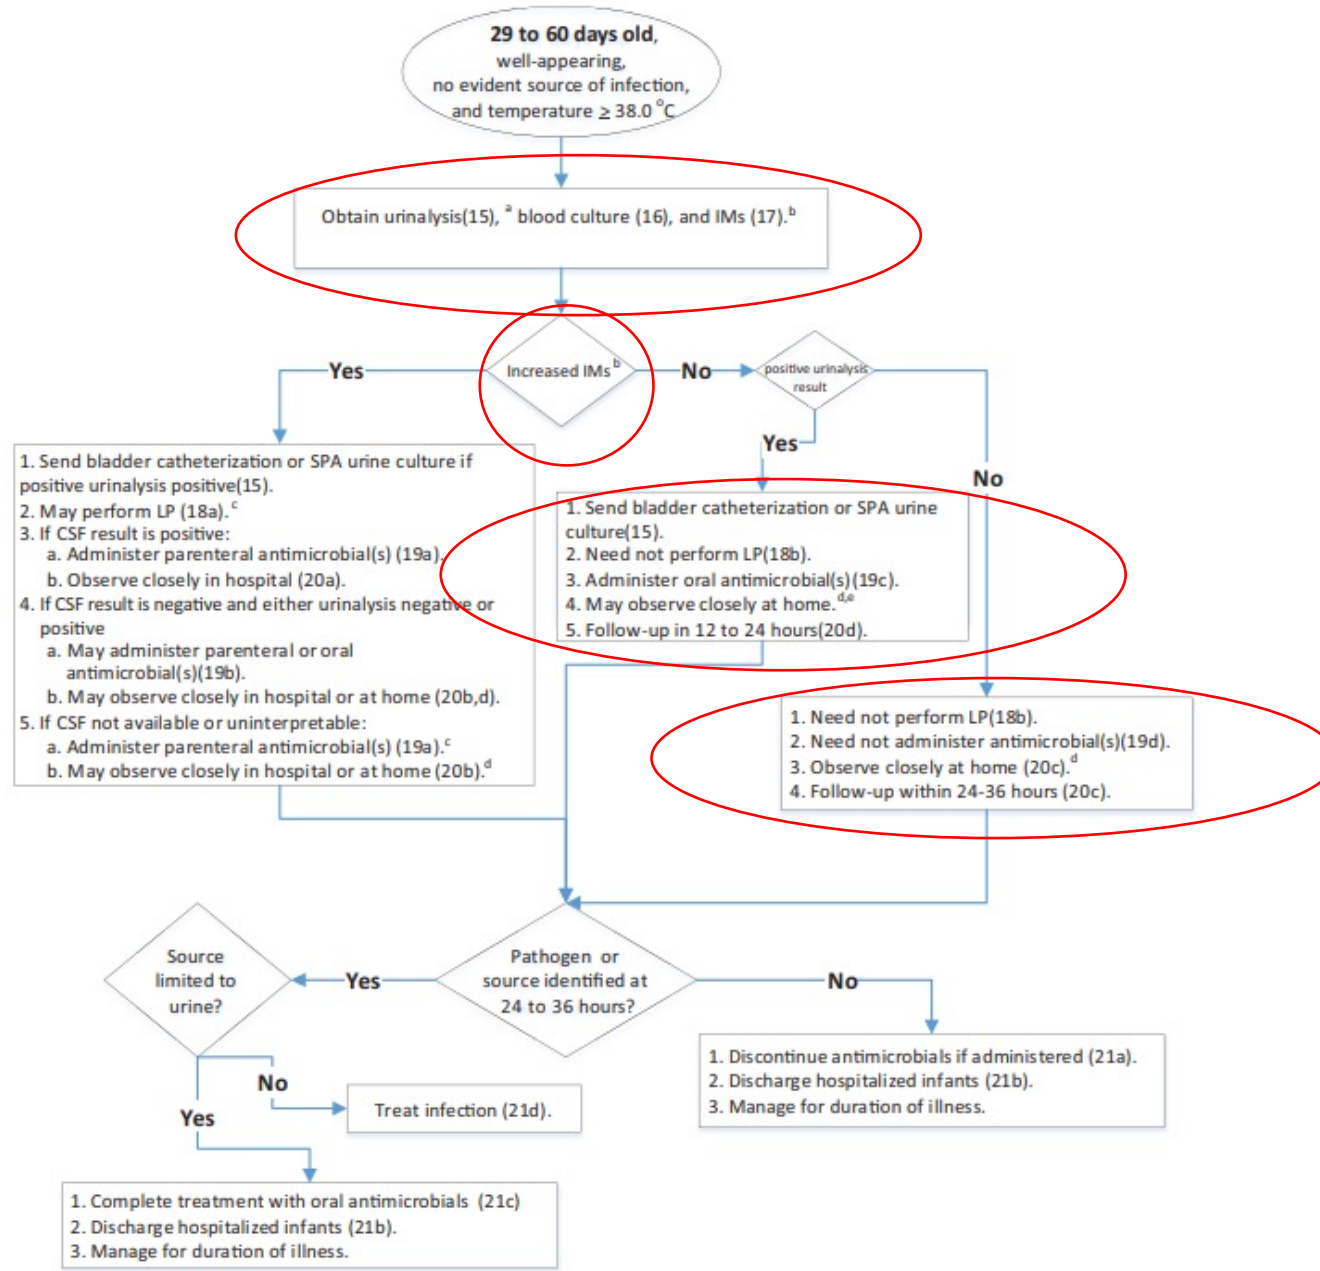 29 to 60 days old,
well-appearing,
no evident source of infection,
and temperature ≥ 38.0 °C
Obtain urinalysis(15), a blood culture (16), and IMs (17).b
Increased IMs b
Yes
No
positive urinalysis
result
Yes
No
1. Send bladder catheterization or SPA urine culture if
positive urinalysis positive(15).
2. May perform LP (18a).c
3. If CSF result is positive:
a. Administer parenteral antimicrobial(s) (19a).
b. Observe closely in hospital (20a).
4. If CSF result is negative and either urinalysis negative or
positive
a. May administer parenteral or oral
antimicrobial(s)(19b).
b. May observe closely in hospital or at home (20b,d).
5. If CSF not available or uninterpretable:
a. Administer parenteral antimicrobial(s) (19a).c
b. May observe closely in hospital or at home (20b).d
1. Send bladder catheterization or SPA urine
culture(15).
2. Need not perform LP(18b).
3. Administer oral antimicrobial(s)(19c).
4. May observe closely at home.d,e
5. Follow-up in 12 to 24 hours(20d).
1. Need not perform LP(18b).
2. Need not administer antimicrobial(s)(19d).
3. Observe closely at home (20c).d
4. Follow-up within 24-36 hours (20c).
Pathogen or
source identified at
24 to 36 hours?
Yes
No
Source
limited to
urine?
No
Yes
Treat infection (21d).
1. Discontinue antimicrobials if administered (21a).
2. Discharge hospitalized infants (21b).
3. Manage for duration of illness.
1. Complete treatment with oral antimicrobials (21c)
2. Discharge hospitalized infants (21b).
3. Manage for duration of illness.